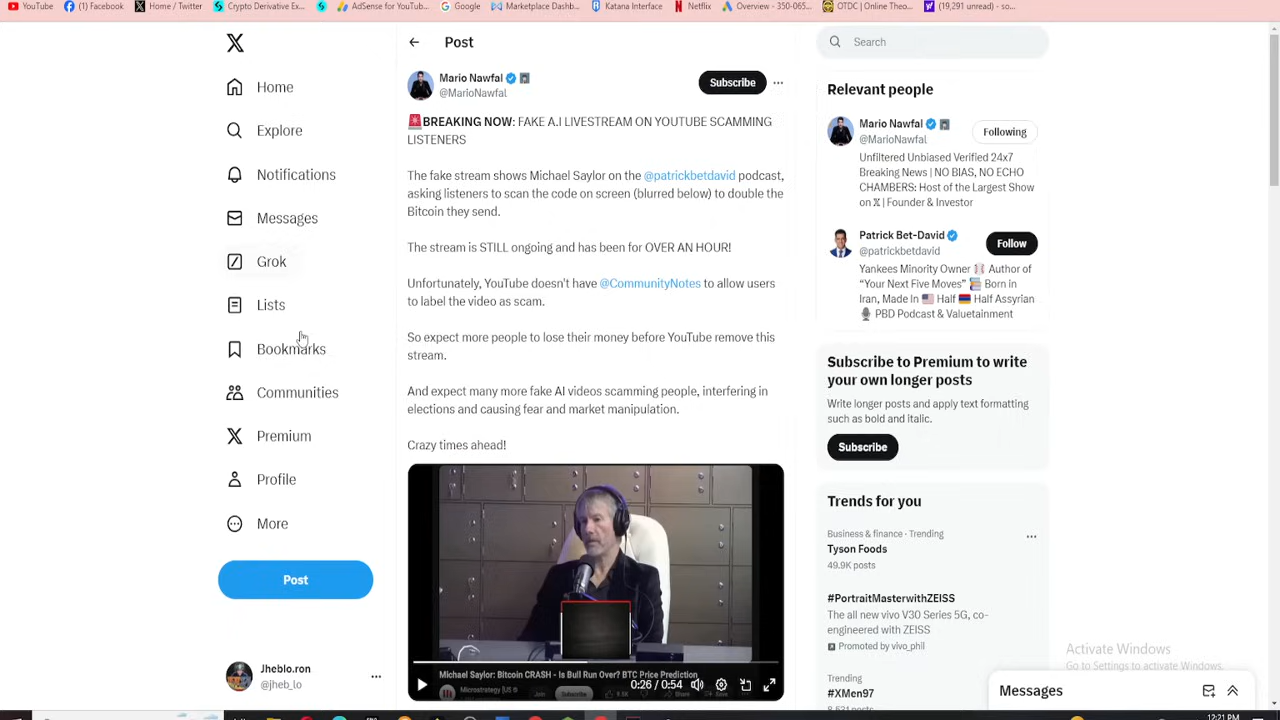 YouTube (1) Facebook Home / Twitter Crypto Derivative Ex... AdSense for YouTub... Google Marketplace Dashb... Katana Interface Netflix Overview - 350-065... OTDC | Online Theo... (19,291 unread) - so...
Home
Explore
Notifications
Messages
Grok
Lists
Bookmarks
Communities
Premium
Profile
More
Post
Jheblo.ron
@jheb_lo
Post
Mario Nawfal
@MarioNawfal
Subscribe
🚨BREAKING NOW: FAKE A.I LIVESTREAM ON YOUTUBE SCAMMING
LISTENERS
The fake stream shows Michael Saylor on the @patrickbetdavid podcast,
asking listeners to scan the code on screen (blurred below) to double the
Bitcoin they send.
The stream is STILL ongoing and has been for OVER AN HOUR!
Unfortunately, YouTube doesn't have @CommunityNotes to allow users
to label the video as scam.
So expect more people to lose their money before YouTube remove this
stream.
And expect many more fake AI videos scamming people, interfering in
elections and causing fear and market manipulation.
Crazy times ahead!
Michael Saylor: Bitcoin CRASH - Is Bull Run Over? BTC Price Prediction
Microstrategy [US
Join
Subscribe
0:26 / 0:54
Search
Relevant people
Mario Nawfal
@MarioNawfal
Following
Unfiltered Unbiased Verified 24x7
Breaking News | NO BIAS, NO ECHO
CHAMBERS: Host of the Largest Show
on 𝕏 | Founder & Investor
Patrick Bet-David
@patrickbetdavid
Follow
Yankees Minority Owner ⚾ Author of
“Your Next Five Moves” 📚 Born in
Iran, Made In 🇺🇸 Half 🇦🇲 Half Assyrian
🎙 PBD Podcast & Valuetainment
Subscribe to Premium to write
your own longer posts
Write longer posts and apply text formatting
such as bold and italic.
Subscribe
Trends for you
Business & finance · Trending
Tyson Foods
49.9K posts
#PortraitMasterwithZEISS
The all new vivo V30 Series 5G, co-
engineered with ZEISS
Promoted by vivo_phil
Trending
#XMen97
8,531 posts
Activate Windows
Go to Settings to activate Windows.
Messages
12:21 PM